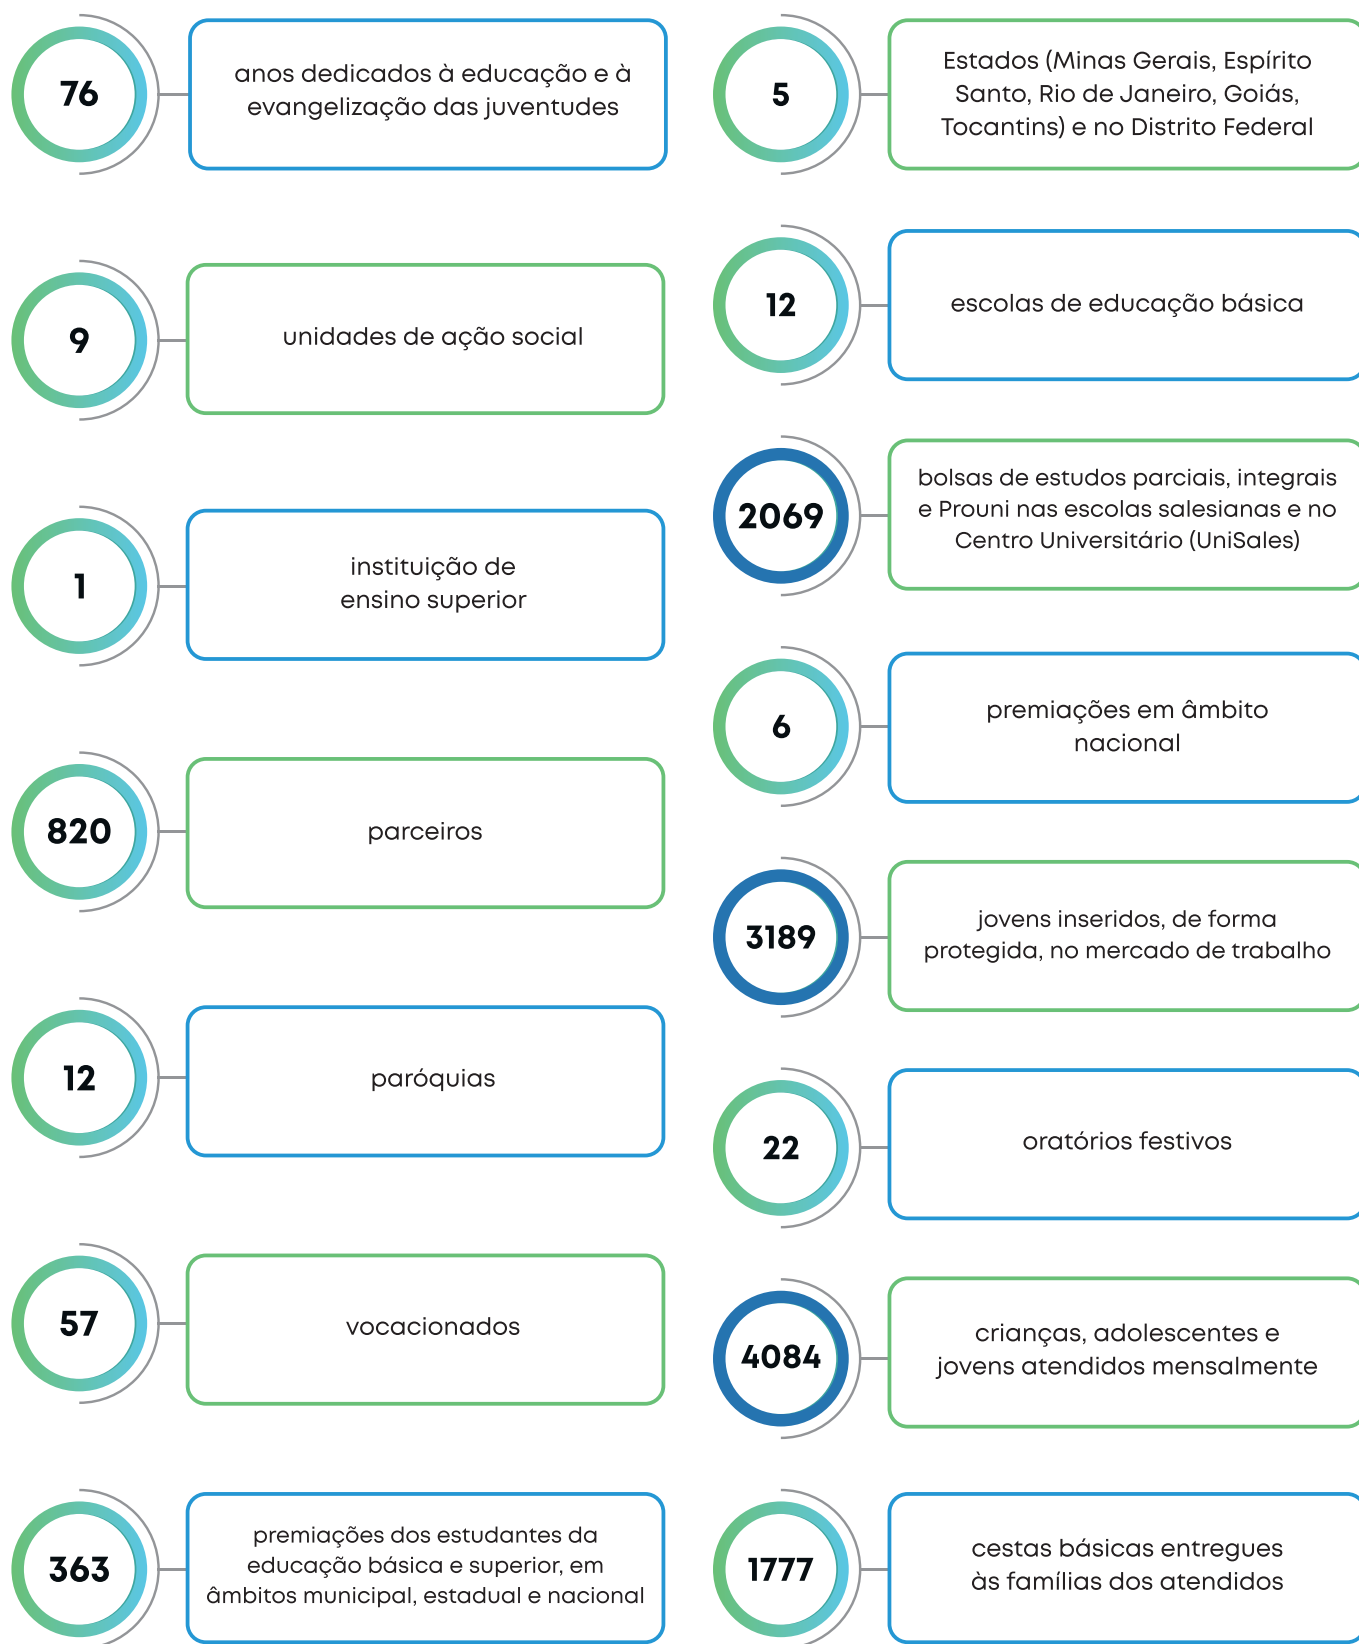 76
anos dedicados à educação e à
evangelização das juventudes
9
unidades de ação social
1
instituição de
ensino superior
820
parceiros
12
paróquias
57
vocacionados
363
premiações dos estudantes da
educação básica e superior, em
âmbitos municipal, estadual e nacional
5
Estados (Minas Gerais, Espírito
Santo, Rio de Janeiro, Goiás,
Tocantins) e no Distrito Federal
12
escolas de educação básica
2069
bolsas de estudos parciais, integrais
e Prouni nas escolas salesianas e no
Centro Universitário (UniSales)
6
premiações em âmbito
nacional
3189
jovens inseridos, de forma
protegida, no mercado de trabalho
22
oratórios festivos
4084
crianças, adolescentes e
jovens atendidos mensalmente
1777
cestas básicas entregues
às famílias dos atendidos